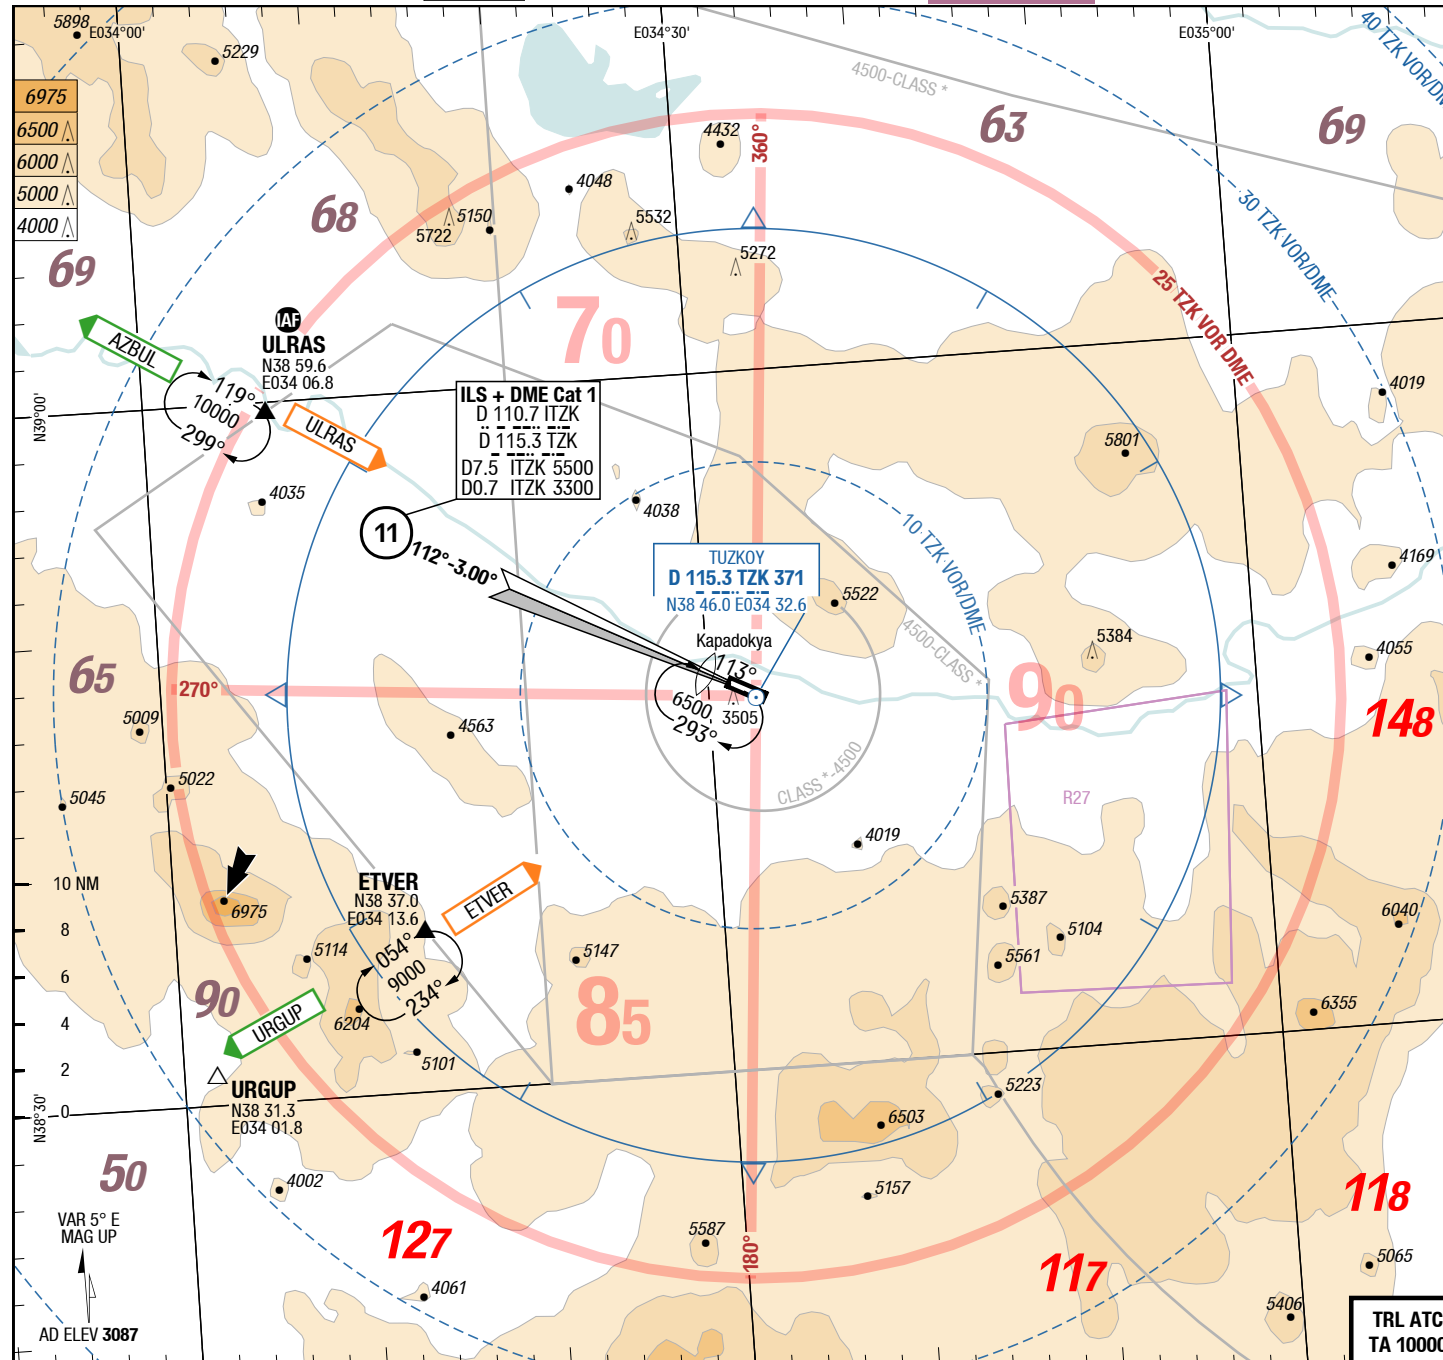 5898
E034°00'
5229
E034°30'
E035°00'
40 TZK VOR/DM
4500-CLASS *
6975
6500
6000
5000
4000
4432
360°
63
69
4048
68
5150
5722
5532
5272
30 TZK VOR/DME
69
25 TZK VOR DME
70
IAF
ULRAS
N38 59.6
E034 06.8
AZBUL
119°
10000
299°
ULRAS
N39°00'
ILS + DME Cat 1
D 110.7 ITZK
D 115.3 TZK
D7.5 ITZK 5500
D0.7 ITZK 3300
4019
5801
4035
4038
11
112°-3.00°
10 TZK VOR/DME
TUZKOY
D 115.3 TZK 371
N38 46.0 E034 32.6
4169
5522
4500-CLASS *
Kapadokya
113°
6500
293°
3505
5384
4055
65
270°
90
148
5009
4563
5022
5045
CLASS *-4500
R27
4019
10 NM
8
6
4
2
0
6975
ETVER
N38 37.0
E034 13.6
ETVER
054°
9000
234°
5387
5104
5561
6040
5114
5147
90
URGUP
6204
85
6355
5101
URGUP
N38 31.3
E034 01.8
N38°30'
5223
6503
50
4002
5157
118
VAR 5° E
MAG UP
127
5587
180°
117
5065
4061
5406
AD ELEV 3087
TRL ATC
TA 10000